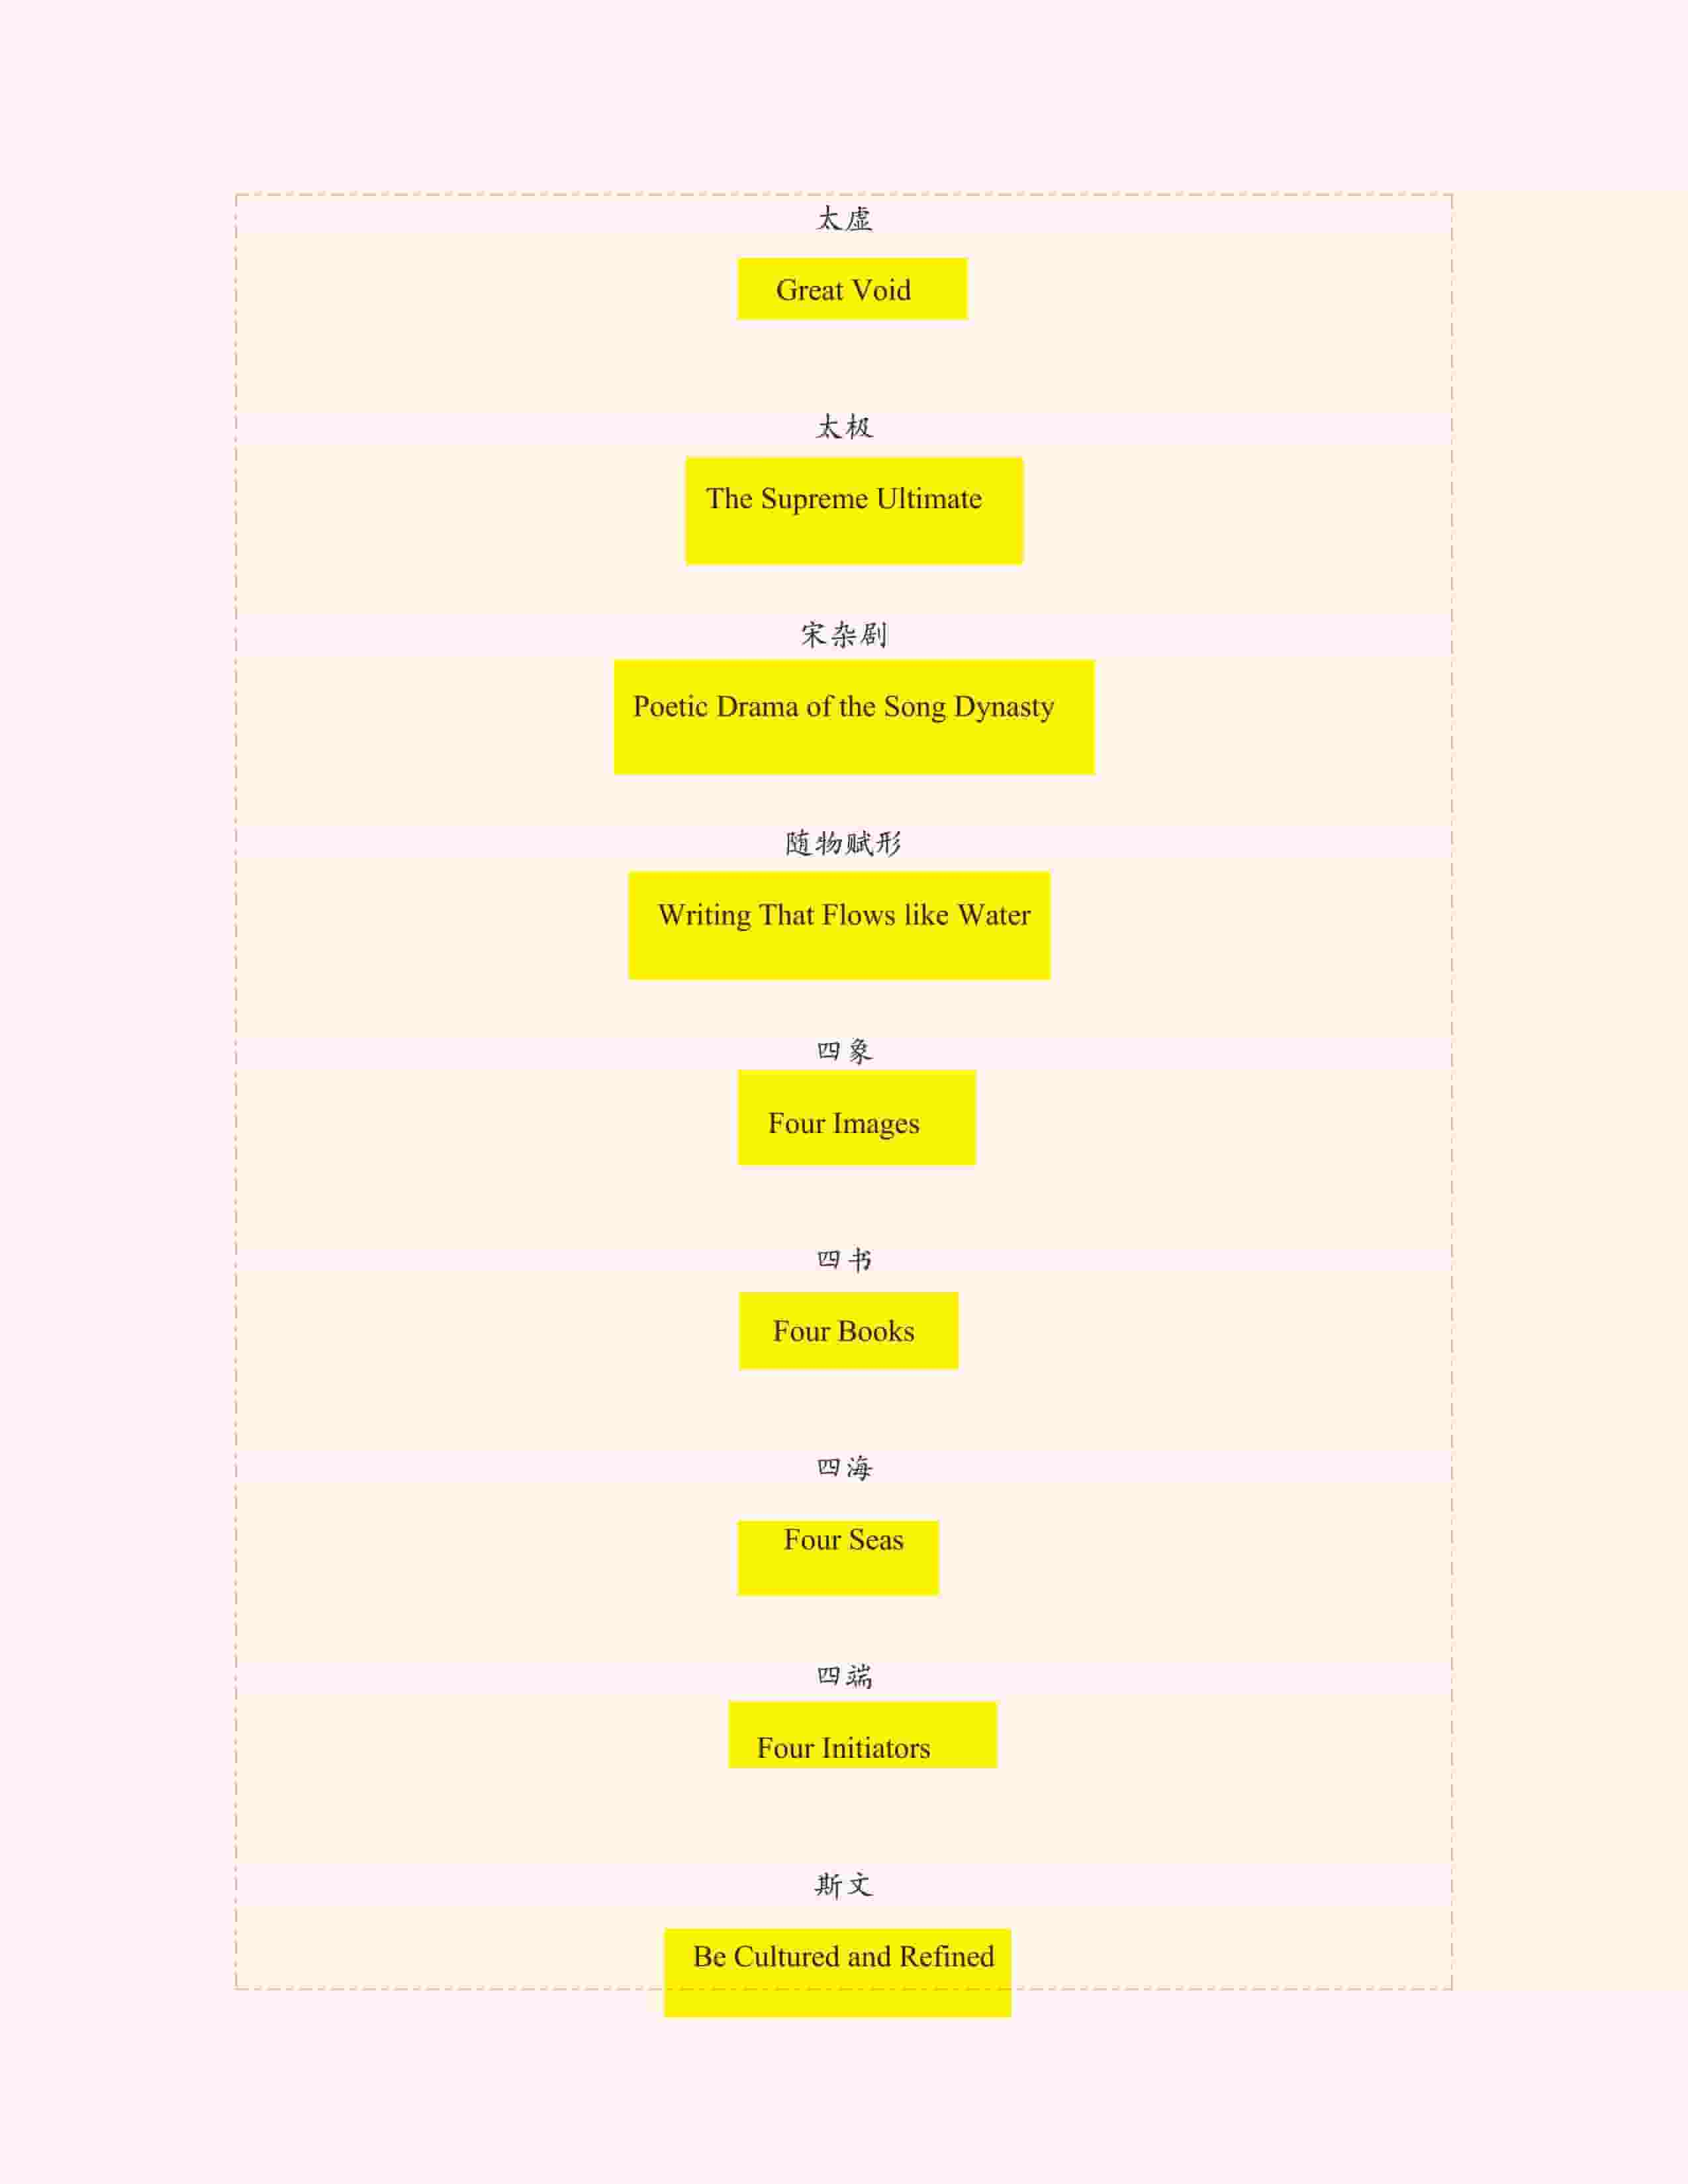 太虚
Great Void
太极
The Supreme Ultimate
宋杂剧
Poetic Drama of the Song Dynasty
随物赋形
Writing That Flows like Water
四象
Four Images
四书
Four Books
四海
Four Seas
四端
Four Initiators
斯文
Be Cultured and Refined